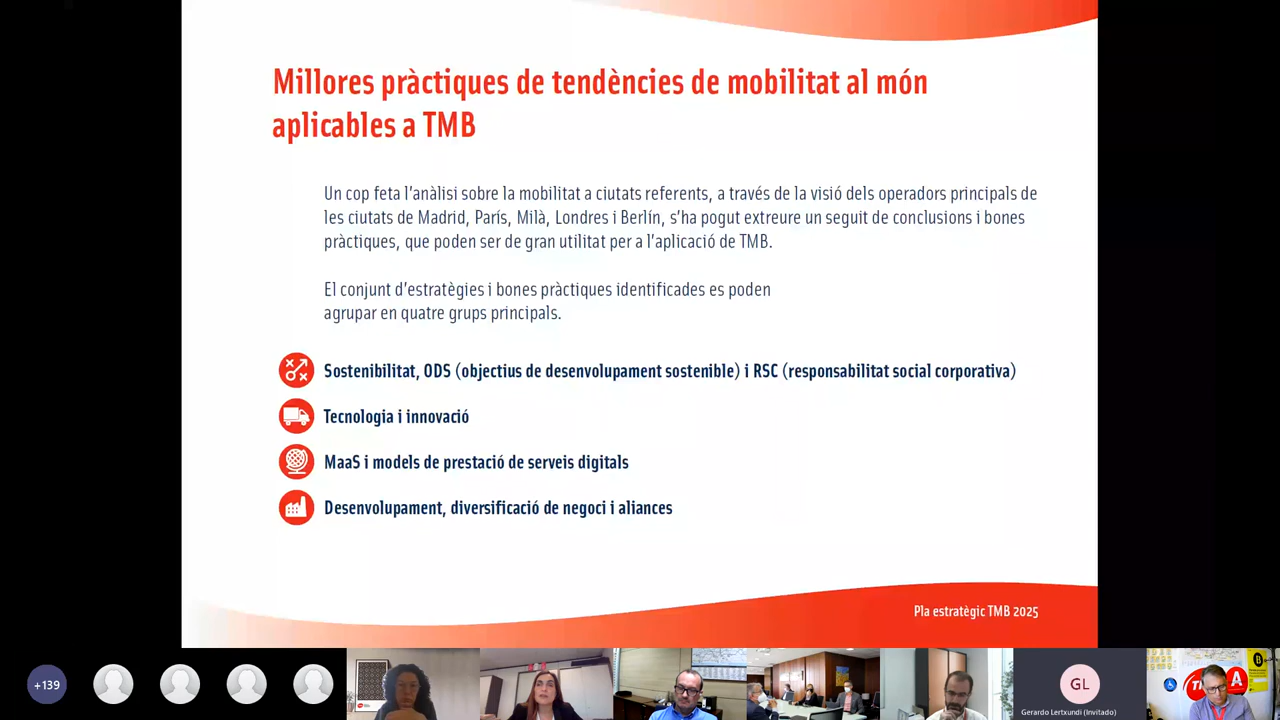 Millores pràctiques de tendències de mobilitat al món
aplicables a TMB
Un cop feta l'anàlisi sobre la mobilitat a ciutats referents, a través de la visió dels operadors principals de
les ciutats de Madrid, París, Milà, Londres i Berlín, s'ha pogut extreure un seguit de conclusions i bones
pràctiques, que poden ser de gran utilitat per a l'aplicació de TMB.
El conjunt d'estratègies i bones pràctiques identificades es poden
agrupar en quatre grups principals.
Sostenibilitat, ODS (objectius de desenvolupament sostenible) i RSC (responsabilitat social corporativa)
Tecnologia i innovació
MaaS i models de prestació de serveis digitals
Desenvolupament, diversificació de negoci i aliances
Pla estratègic TMB 2025
+139
GL
Gerardo Lertxundi (Invitado)
A